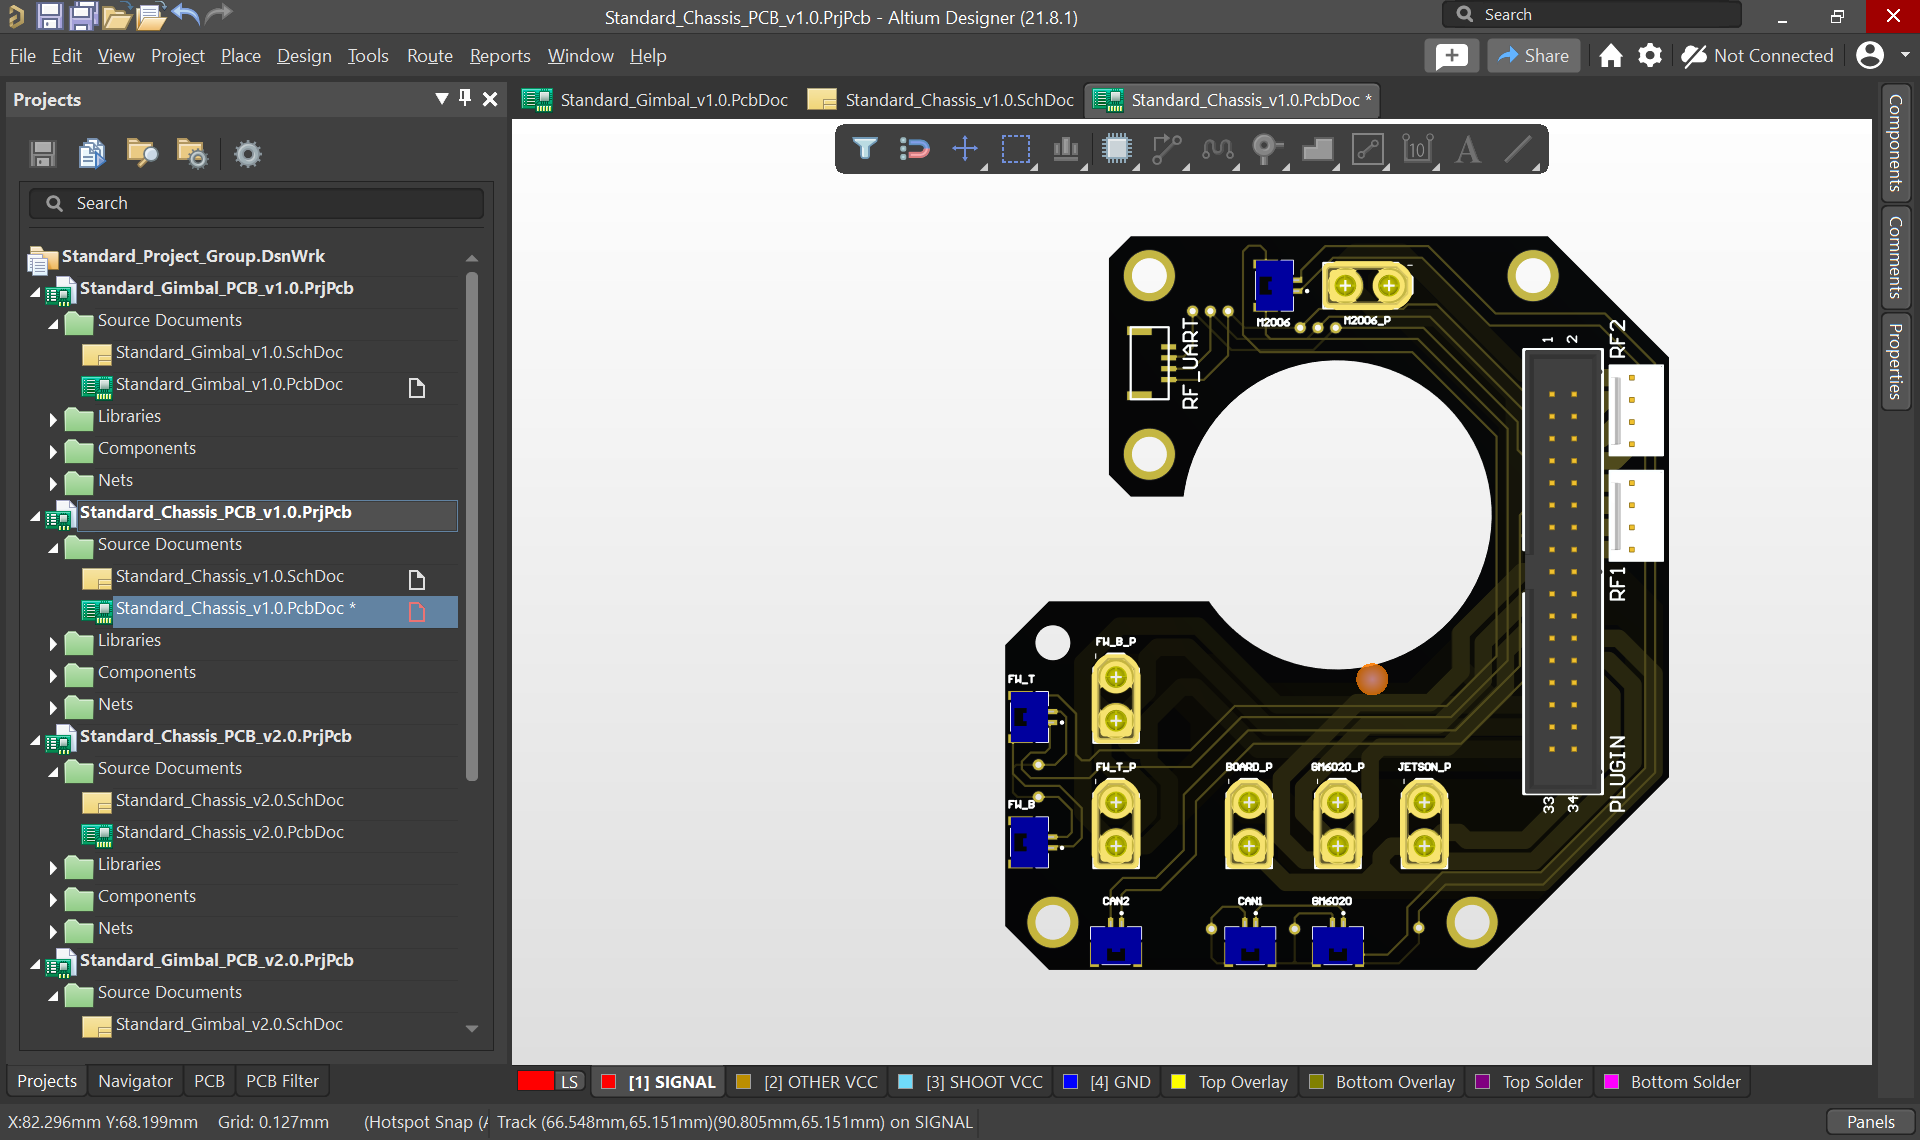 Standard_Chassis_PCB_v1.0.PrjPcb - Altium Designer (21.8.1)
Search
File Edit View Project Place Design Tools Route Reports Window Help
Share
Not Connected
Projects
Standard_Gimbal_v1.0.PcbDoc
Standard_Chassis_v1.0.SchDoc
Standard_Chassis_v1.0.PcbDoc *
Search
Standard_Project_Group.DsnWrk
Standard_Gimbal_PCB_v1.0.PrjPcb
Source Documents
Standard_Gimbal_v1.0.SchDoc
Standard_Gimbal_v1.0.PcbDoc
Libraries
Components
Nets
Standard_Chassis_PCB_v1.0.PrjPcb
Source Documents
Standard_Chassis_v1.0.SchDoc
Standard_Chassis_v1.0.PcbDoc *
Libraries
Components
Nets
Standard_Chassis_PCB_v2.0.PrjPcb
Source Documents
Standard_Chassis_v2.0.SchDoc
Standard_Chassis_v2.0.PcbDoc
Libraries
Components
Nets
Standard_Gimbal_PCB_v2.0.PrjPcb
Source Documents
Standard_Gimbal_v2.0.SchDoc
10
A
M2006
M2006_P
RF_UART
1 2
RF2
RF1
PLUGIN
33 34
FW_B_P
FW_T
FW_T_P
FW_B
BOARD_P
GM6020_P
JETSON_P
CAN2
CAN1
GM6020
Components
Comments
Properties
Projects
Navigator
PCB
PCB Filter
LS
[1] SIGNAL
[2] OTHER VCC
[3] SHOOT VCC
[4] GND
Top Overlay
Bottom Overlay
Top Solder
Bottom Solder
X:82.296mm Y:68.199mm Grid: 0.127mm (Hotspot Snap (
Track (66.548mm,65.151mm)(90.805mm,65.151mm) on SIGNAL
Panels